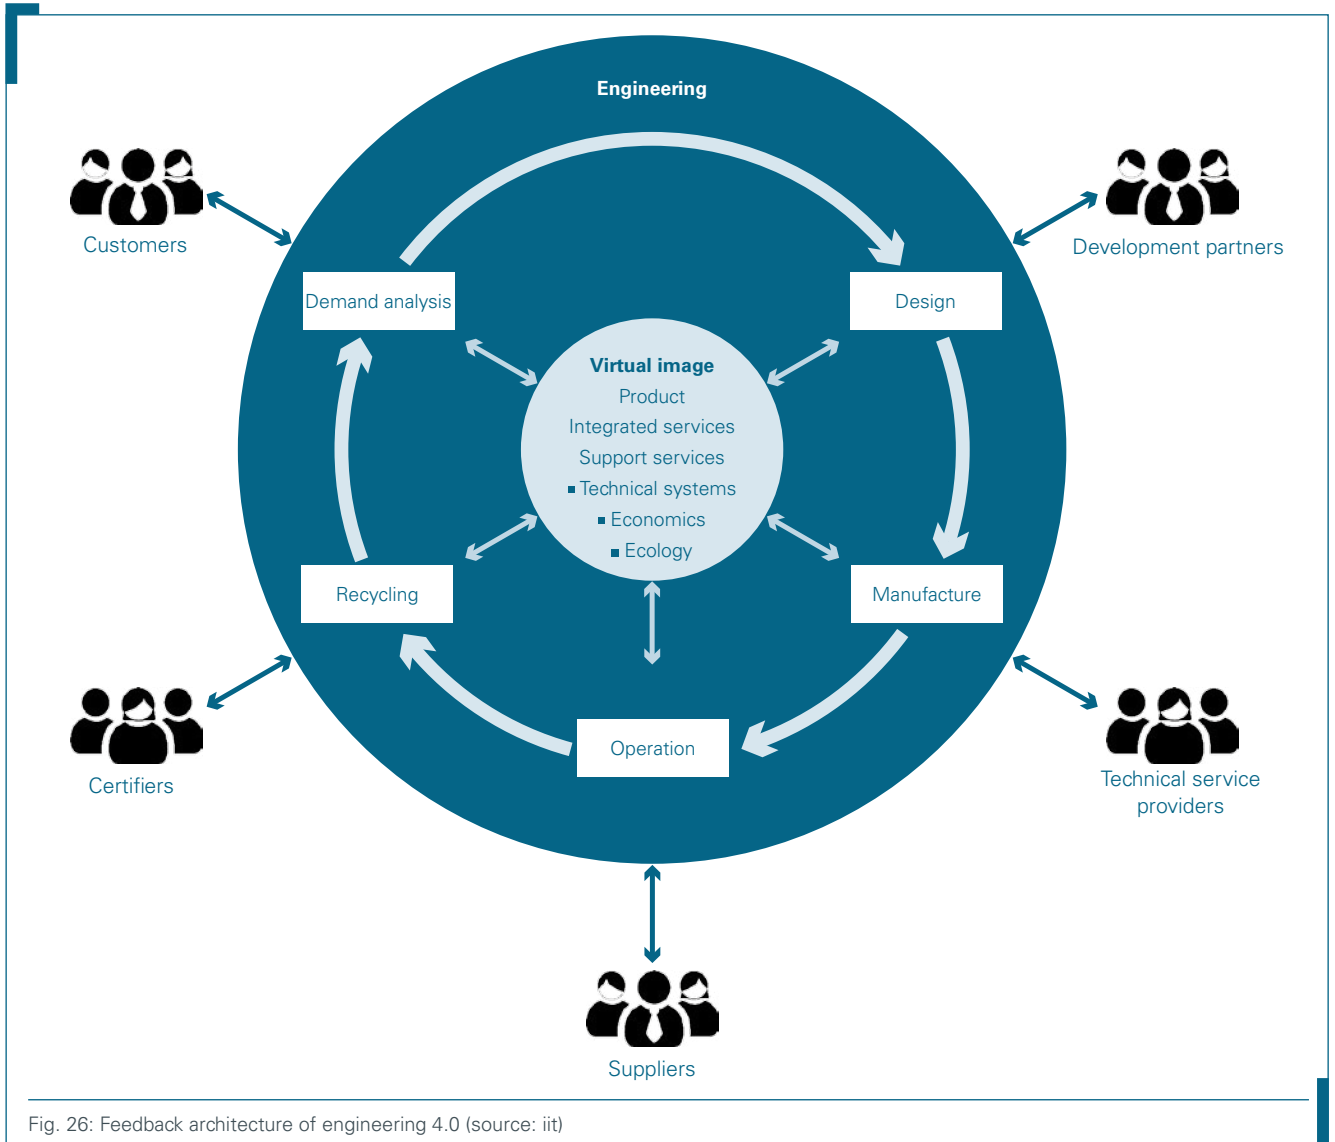 Engineering
Customers
Development partners
Demand analysis
Design
Virtual image
Product
Integrated services
Support services
▪ Technical systems
▪ Economics
▪ Ecology
Recycling
Manufacture
Operation
Certifiers
Technical service
providers
Suppliers
Fig. 26: Feedback architecture of engineering 4.0 (source: iit)